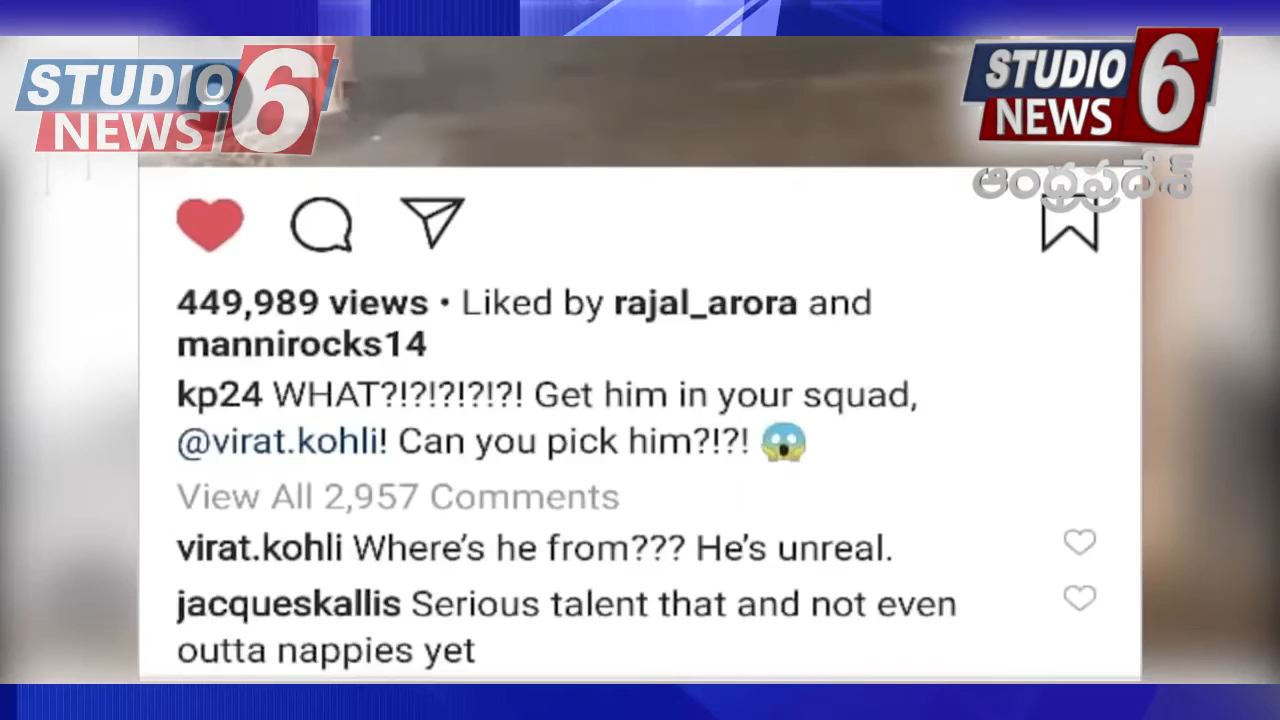 STUDIO
NEWS 6
STUDIO
NEWS 6
ఆంధ్రప్రదేశ్
449,989 views • Liked by rajal_arora and
mannirocks14
kp24 WHAT?!?!?!?!?! Get him in your squad,
@virat.kohli! Can you pick him?!?! 😱
View All 2,957 Comments
virat.kohli Where's he from??? He's unreal.
jacqueskallis Serious talent that and not even
outta nappies yet